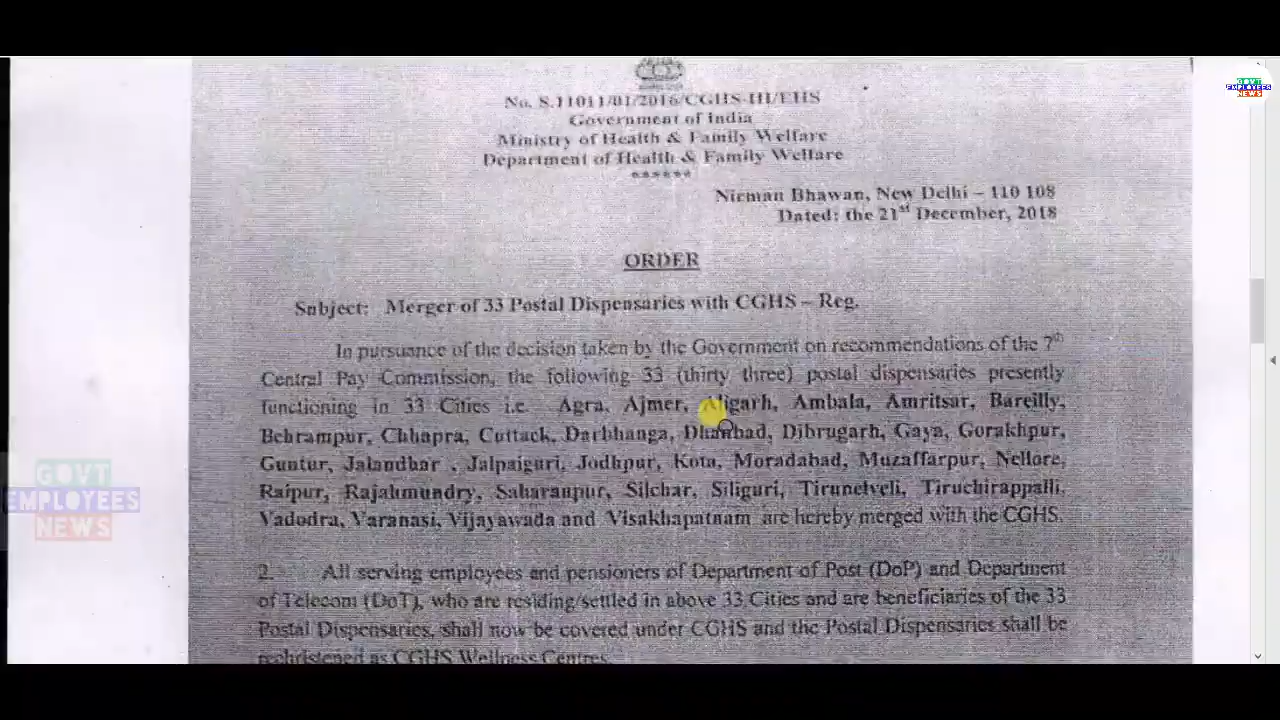 No. S.11011/01/2016/CGHS-III/EHS
Government of India
Ministry of Health & Family Welfare
Department of Health & Family Welfare
******
Nirman Bhawan, New Delhi – 110 108
Dated: the 21st December, 2018
ORDER
Subject: Merger of 33 Postal Dispensaries with CGHS – Reg.
In pursuance of the decision taken by the Government on recommendations of the 7th
Central Pay Commission, the following 33 (thirty three) postal dispensaries presently
functioning in 33 Cities i.e. Agra, Ajmer, Aligarh, Ambala, Amritsar, Bareilly,
Behrampur, Chhapra, Cuttack, Darbhanga, Dhanbad, Dibrugarh, Gaya, Gorakhpur,
Guntur, Jalandhar , Jalpaiguri, Jodhpur, Kota, Moradabad, Muzaffarpur, Nellore,
Raipur, Rajahmundry, Saharanpur, Silchar, Siliguri, Tirunelveli, Tiruchirappalli,
Vadodra, Varanasi, Vijayawada and Visakhapatnam are hereby merged with the CGHS.
2. All serving employees and pensioners of Department of Post (DoP) and Department
of Telecom (DoT), who are residing/settled in above 33 Cities and are beneficiaries of the 33
Postal Dispensaries, shall now be covered under CGHS and the Postal Dispensaries shall be
rechristened as CGHS Wellness Centres.
GOVT
EMPLOYEES
NEWS
GOVT
EMPLOYEES
NEWS